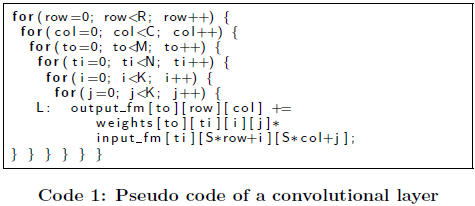 for(row=0; row<R; row++) {
for(col=0; col<C; col++) {
for(to=0; to<M; to++) {
for(ti=0; ti<N; ti++) {
for(i=0; i<K; i++) {
for(j=0; j<K; j++) {
L: output_fm[to][row][col] +=
weights[to][ti][i][j]*
input_fm[ti][S*row+i][S*col+j];
} } } } } }
Code 1: Pseudo code of a convolutional layer